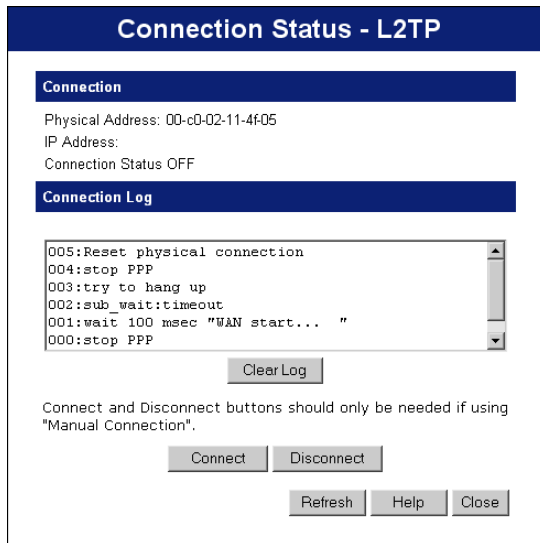 Connection Status - L2TP
Connection
Physical Address: 00-c0-02-11-4f-05
IP Address:
Connection Status OFF
Connection Log
005:Reset physical connection
004:stop PPP
003:try to hang up
002:sub_wait:timeout
001:wait 100 msec "WAN start...  "
000:stop PPP
Clear Log
Connect and Disconnect buttons should only be needed if using
"Manual Connection".
Connect Disconnect
Refresh Help Close